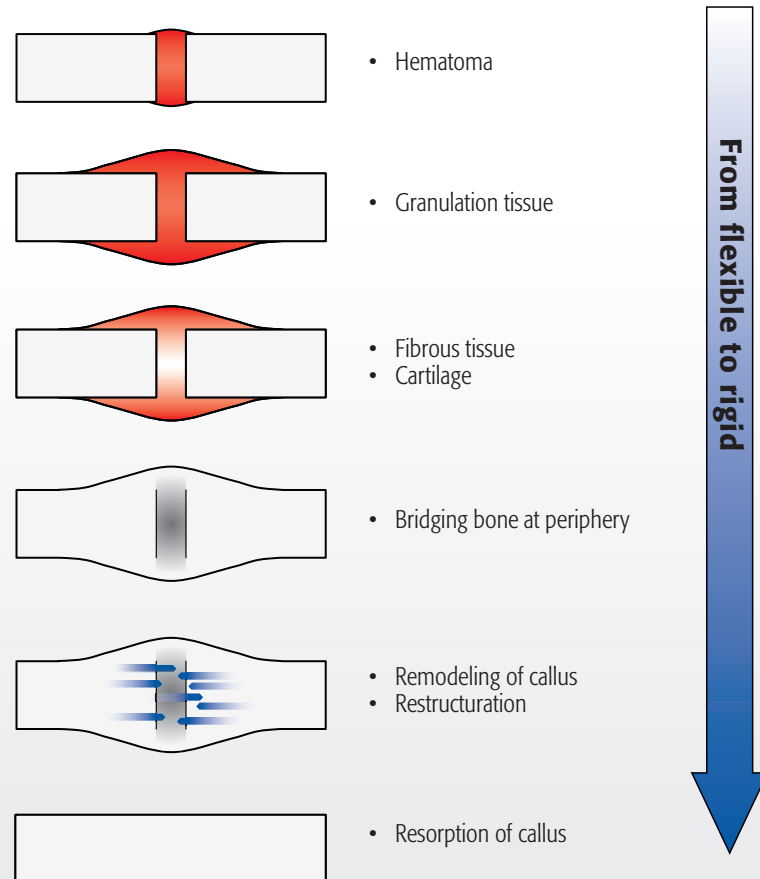 • Hematoma
• Granulation tissue
• Fibrous tissue
• Cartilage
• Bridging bone at periphery
• Remodeling of callus
• Restructuration
• Resorption of callus
From flexible to rigid